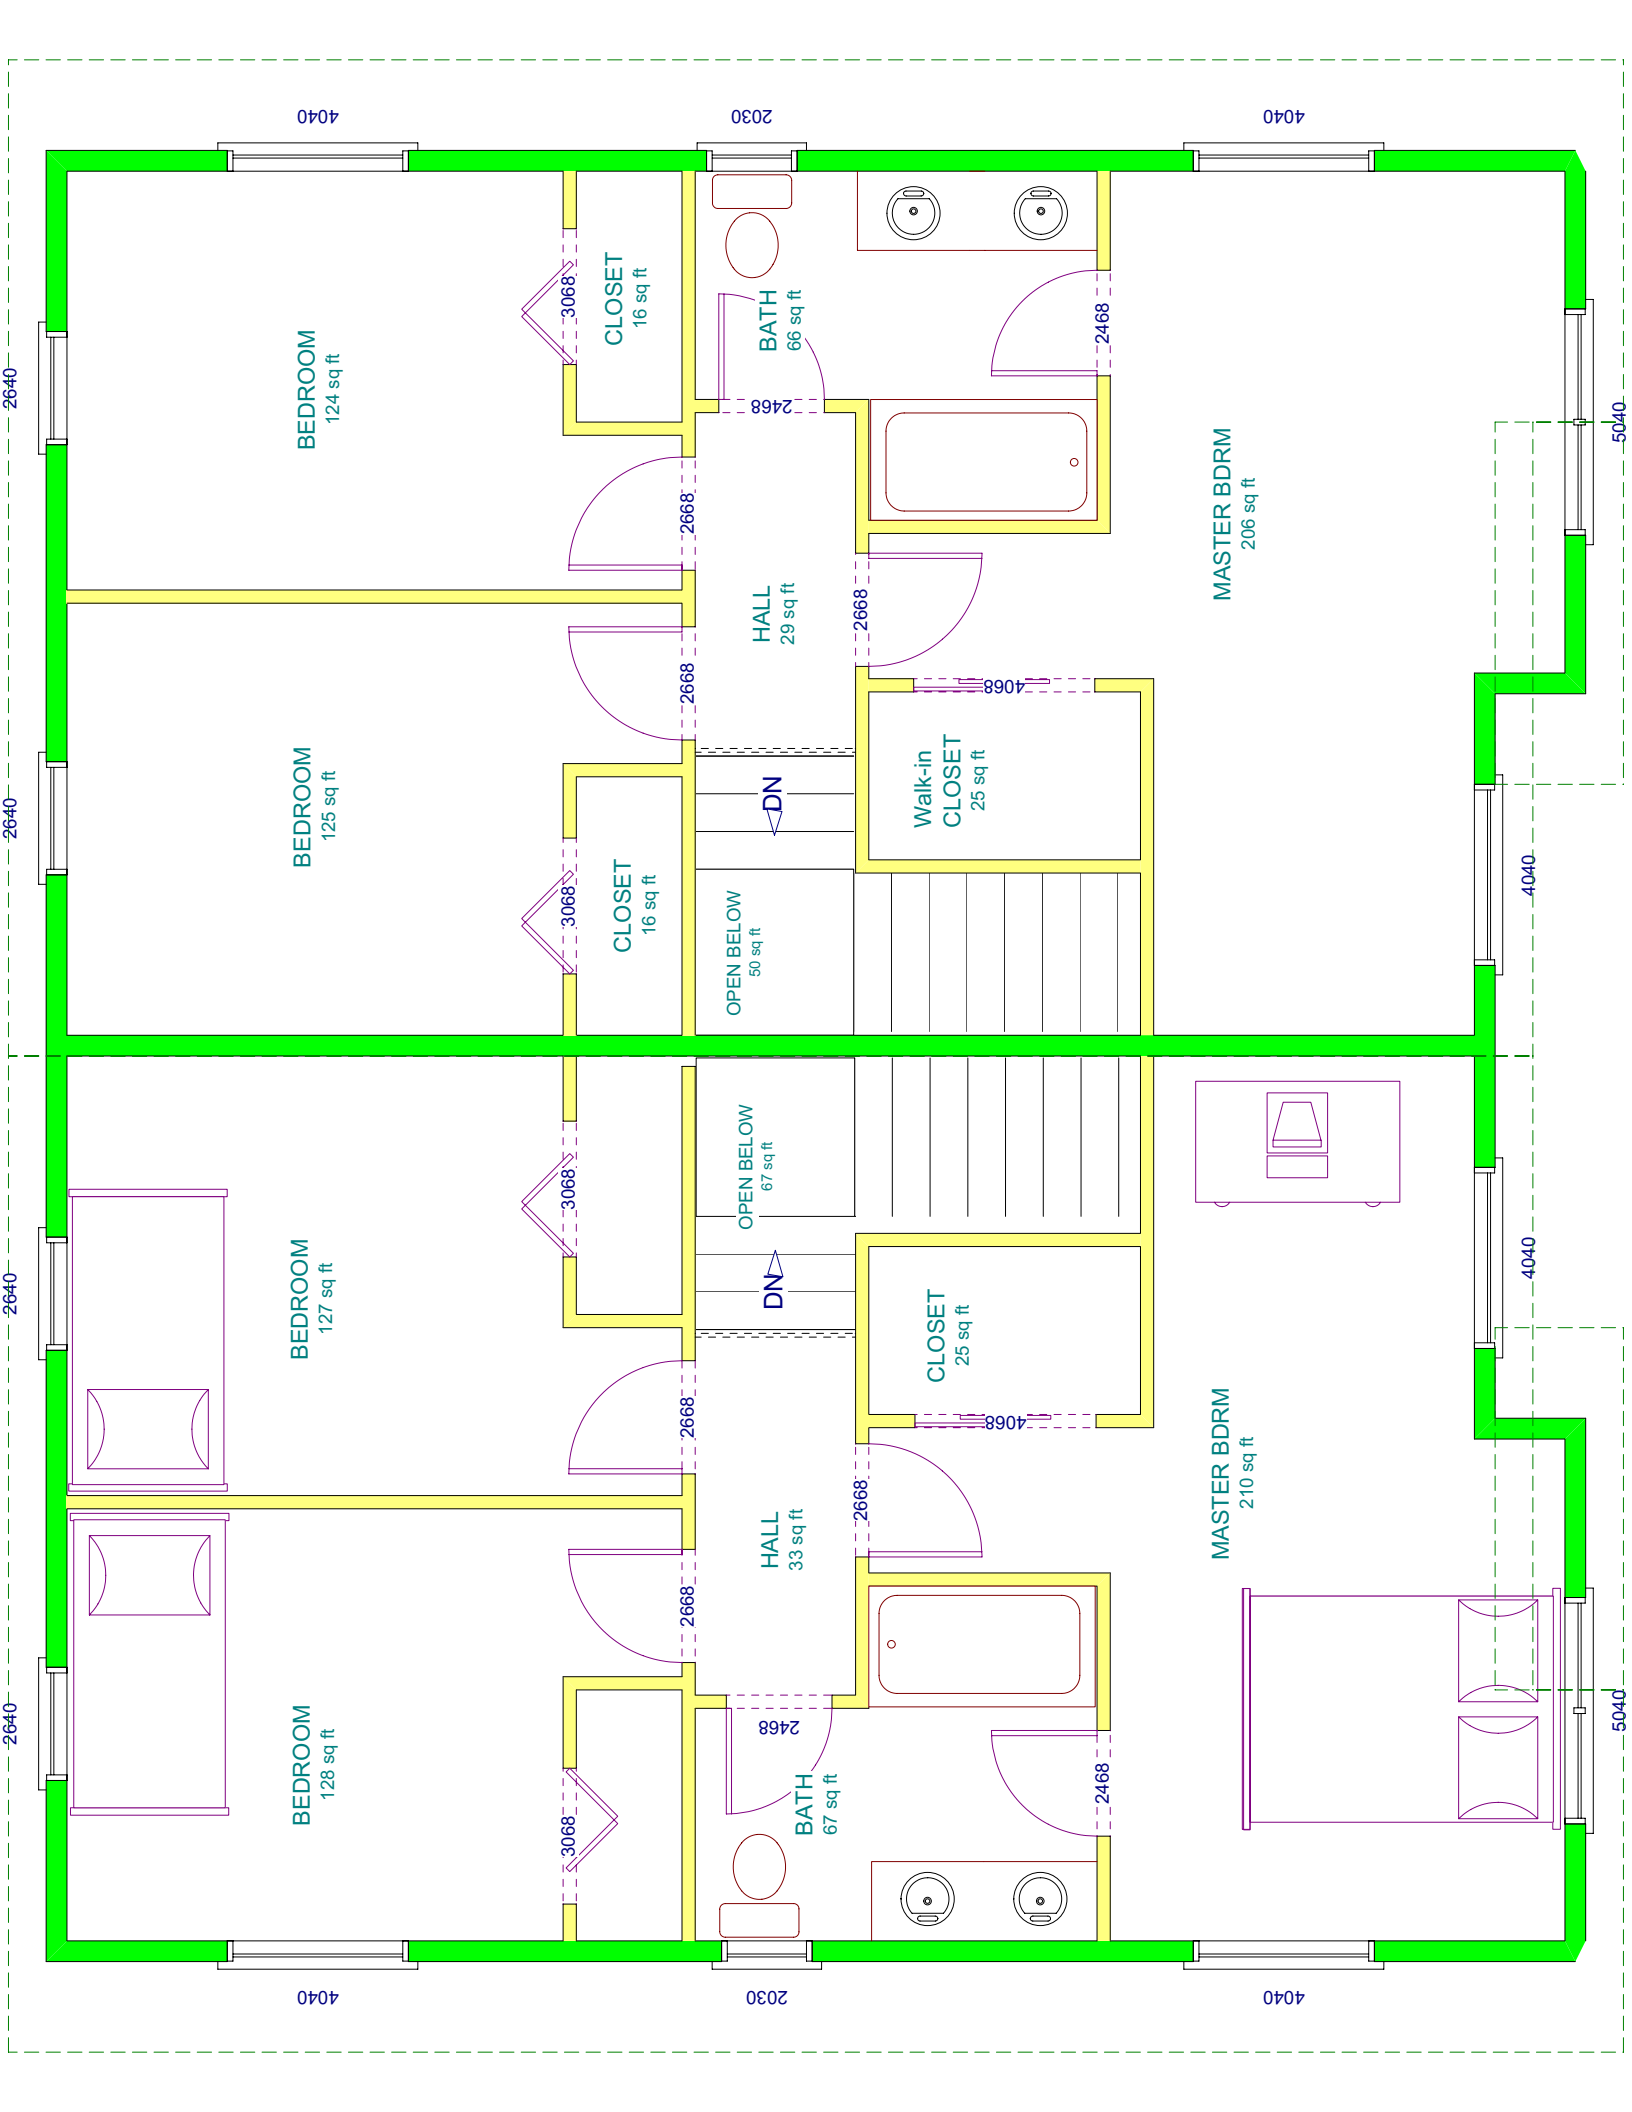 4040
2030
4040
2640
BEDROOM
124 sq ft
3068
CLOSET
16 sq ft
BATH
66 sq ft
2468
2468
5040
MASTER BDRM
206 sq ft
2668
HALL
29 sq ft
2668
2668
4068
2640
BEDROOM
125 sq ft
3068
CLOSET
16 sq ft
DN
OPEN BELOW
50 sq ft
Walk-in
CLOSET
25 sq ft
4040
2640
BEDROOM
127 sq ft
3068
OPEN BELOW
67 sq ft
DN
CLOSET
25 sq ft
4068
4040
2668
2668
HALL
33 sq ft
2668
MASTER BDRM
210 sq ft
2640
BEDROOM
128 sq ft
3068
2468
BATH
67 sq ft
2468
5040
4040
2030
4040